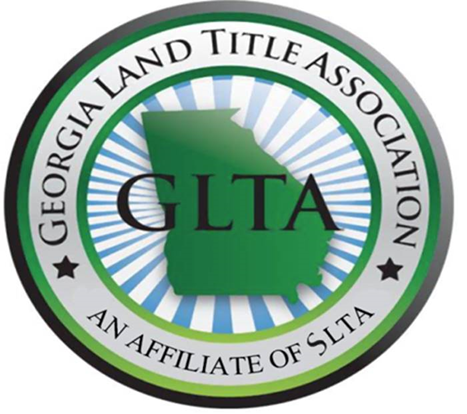 GEORGIA LAND TITLE ASSOCIATION
GLTA
AN AFFILIATE OF SLTA